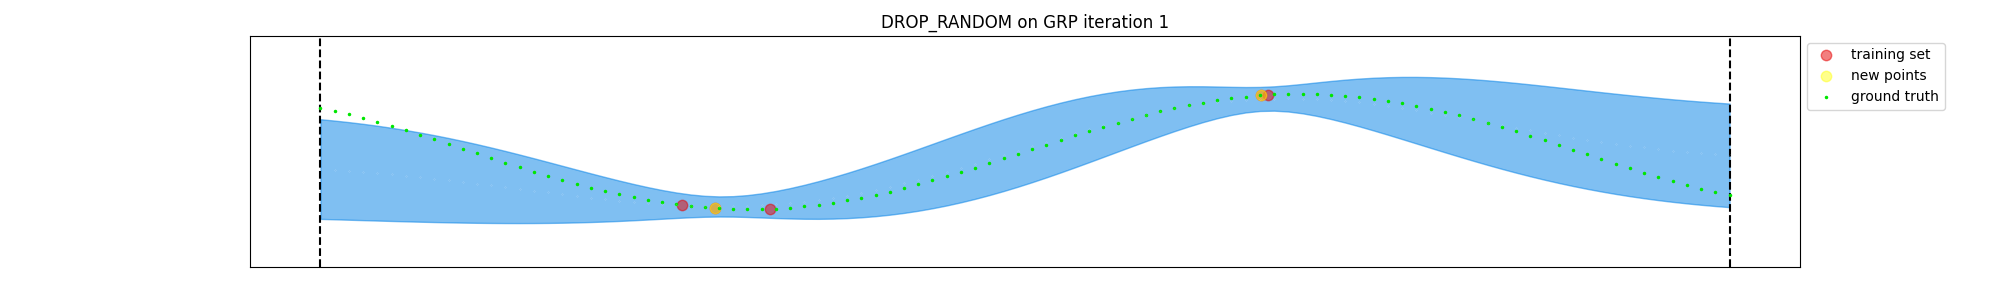 DROP_RANDOM on GRP iteration 1
training set
new points
ground truth